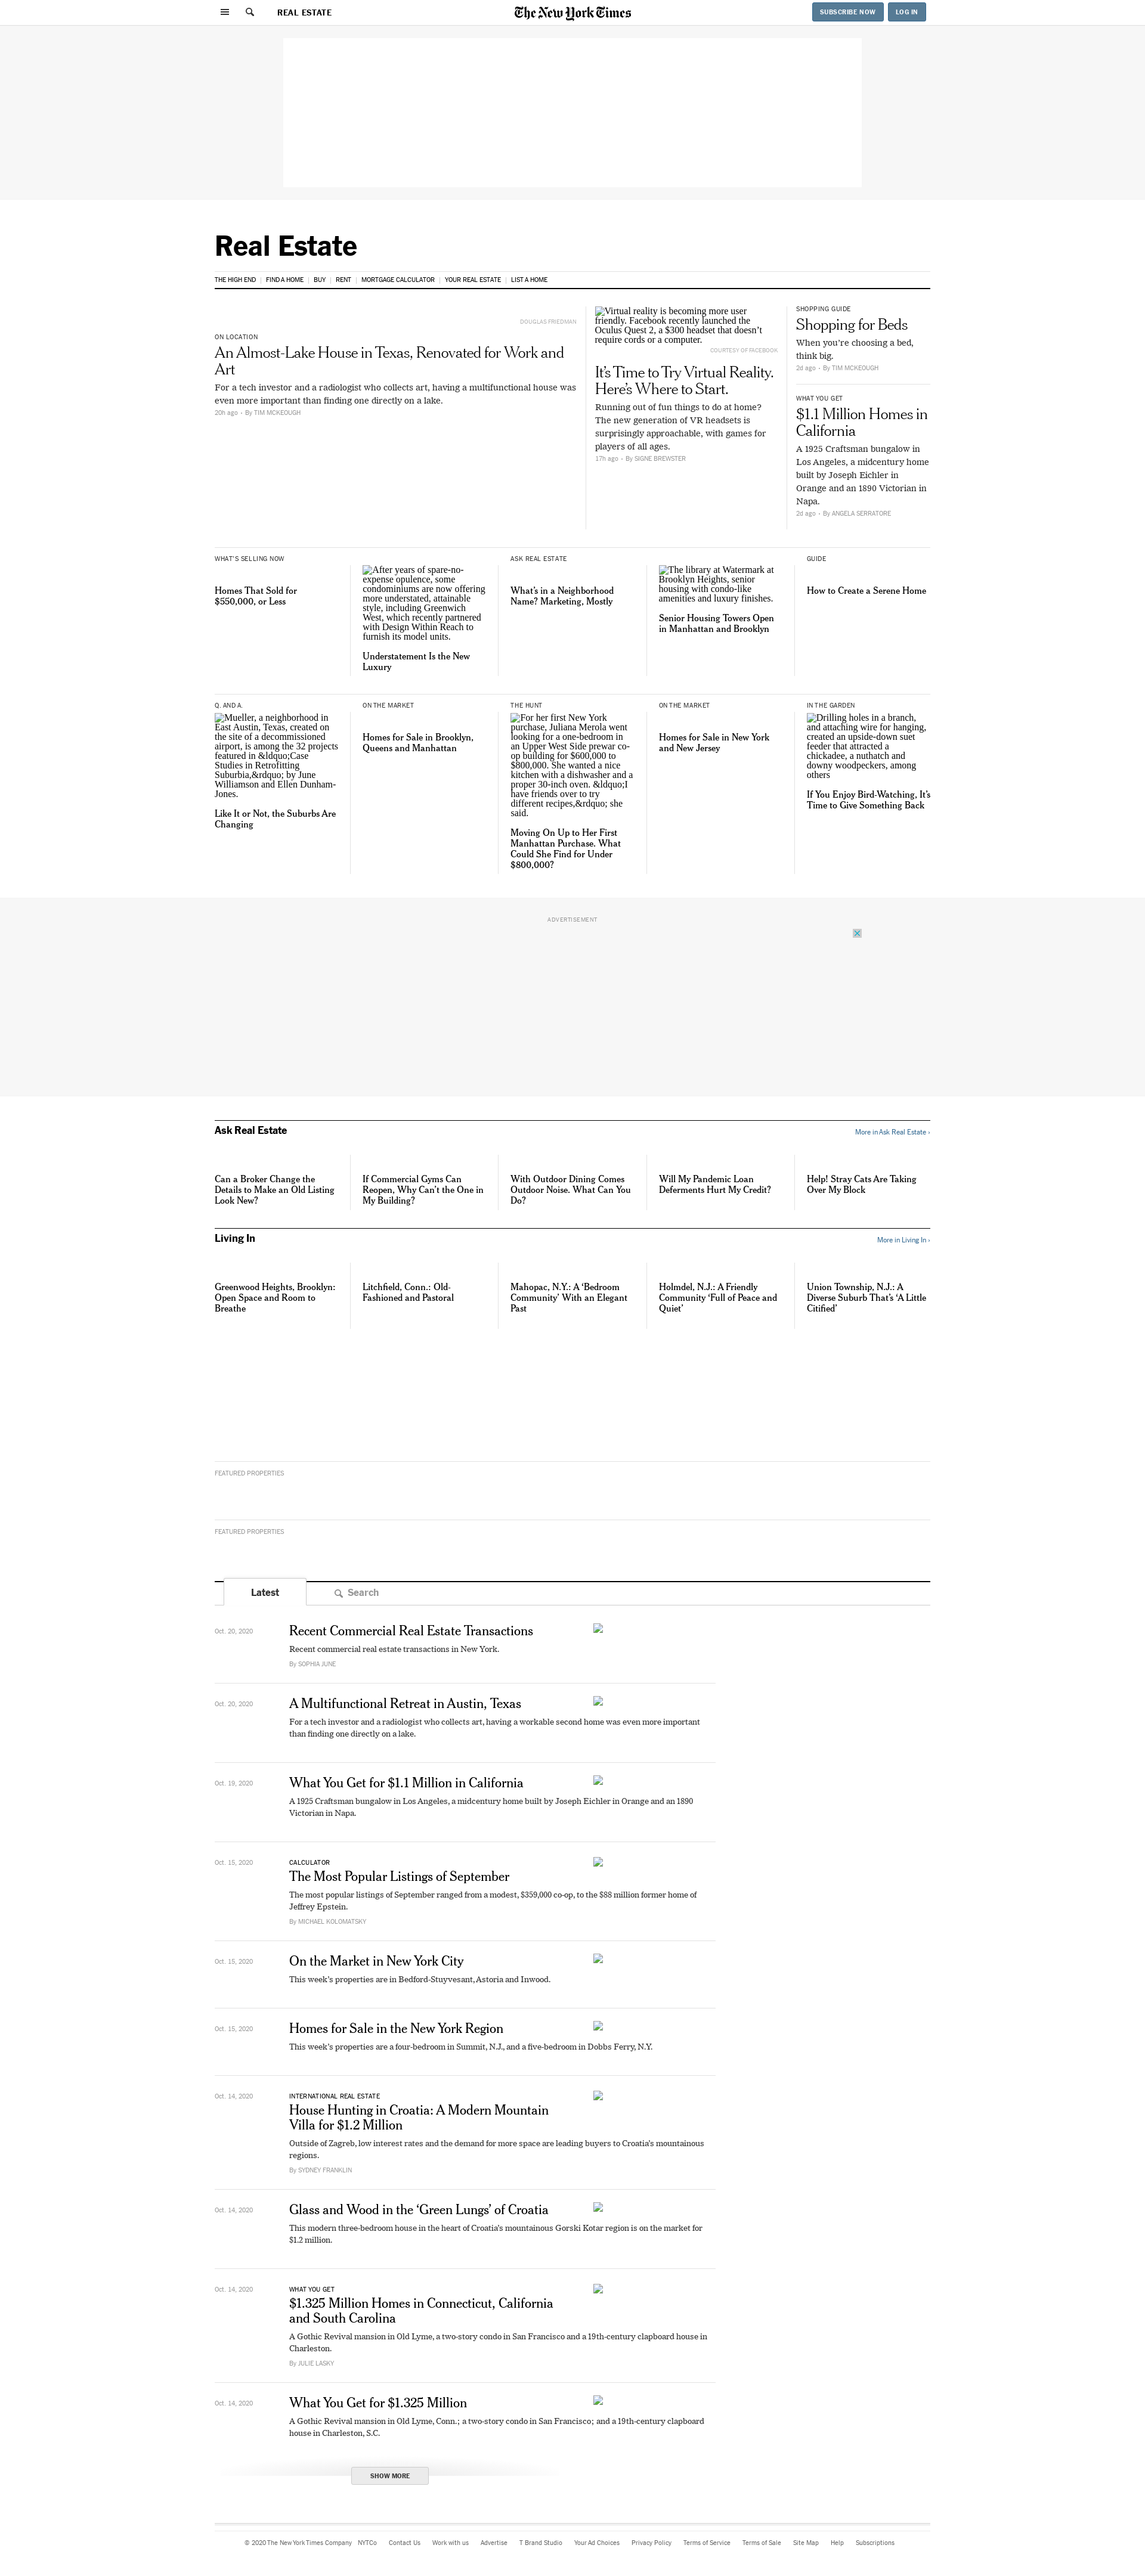 REAL ESTATE
The New York Times
SUBSCRIBE NOW
LOG IN
Real Estate
THE HIGH END | FIND A HOME | BUY | RENT | MORTGAGE CALCULATOR | YOUR REAL ESTATE | LIST A HOME
DOUGLAS FRIEDMAN
ON LOCATION
An Almost-Lake House in Texas, Renovated for Work and
Art
For a tech investor and a radiologist who collects art, having a multifunctional house was
even more important than finding one directly on a lake.
20h ago • By TIM MCKEOUGH
Virtual reality is becoming more user
friendly. Facebook recently launched the
Oculus Quest 2, a $300 headset that doesn’t
require cords or a computer.
COURTESY OF FACEBOOK
It’s Time to Try Virtual Reality.
Here’s Where to Start.
Running out of fun things to do at home?
The new generation of VR headsets is
surprisingly approachable, with games for
players of all ages.
17h ago • By SIGNE BREWSTER
SHOPPING GUIDE
Shopping for Beds
When you’re choosing a bed,
think big.
2d ago • By TIM MCKEOUGH
WHAT YOU GET
$1.1 Million Homes in
California
A 1925 Craftsman bungalow in
Los Angeles, a midcentury home
built by Joseph Eichler in
Orange and an 1890 Victorian in
Napa.
2d ago • By ANGELA SERRATORE
WHAT’S SELLING NOW
Homes That Sold for
$550,000, or Less
After years of spare-no-
expense opulence, some
condominiums are now offering
more understated, attainable
style, including Greenwich
West, which recently partnered
with Design Within Reach to
furnish its model units.
Understatement Is the New
Luxury
ASK REAL ESTATE
What’s in a Neighborhood
Name? Marketing, Mostly
The library at Watermark at
Brooklyn Heights, senior
housing with condo-like
amenities and luxury finishes.
Senior Housing Towers Open
in Manhattan and Brooklyn
GUIDE
How to Create a Serene Home
Q. AND A.
Mueller, a neighborhood in
East Austin, Texas, created on
the site of a decommissioned
airport, is among the 32 projects
featured in &ldquo;Case
Studies in Retrofitting
Suburbia,&rdquo; by June
Williamson and Ellen Dunham-
Jones.
Like It or Not, the Suburbs Are
Changing
ON THE MARKET
Homes for Sale in Brooklyn,
Queens and Manhattan
THE HUNT
For her first New York
purchase, Juliana Merola went
looking for a one-bedroom in
an Upper West Side prewar co-
op building for $600,000 to
$800,000. She wanted a nice
kitchen with a dishwasher and a
proper 30-inch oven. &ldquo;I
have friends over to try
different recipes,&rdquo; she
said.
Moving On Up to Her First
Manhattan Purchase. What
Could She Find for Under
$800,000?
ON THE MARKET
Homes for Sale in New York
and New Jersey
IN THE GARDEN
Drilling holes in a branch,
and attaching wire for hanging,
created an upside-down suet
feeder that attracted a
chickadee, a nuthatch and
downy woodpeckers, among
others
If You Enjoy Bird-Watching, It’s
Time to Give Something Back
ADVERTISEMENT
Ask Real Estate
More in Ask Real Estate ›
Can a Broker Change the
Details to Make an Old Listing
Look New?
If Commercial Gyms Can
Reopen, Why Can’t the One in
My Building?
With Outdoor Dining Comes
Outdoor Noise. What Can You
Do?
Will My Pandemic Loan
Deferments Hurt My Credit?
Help! Stray Cats Are Taking
Over My Block
Living In
More in Living In ›
Greenwood Heights, Brooklyn:
Open Space and Room to
Breathe
Litchfield, Conn.: Old-
Fashioned and Pastoral
Mahopac, N.Y.: A ‘Bedroom
Community’ With an Elegant
Past
Holmdel, N.J.: A Friendly
Community ‘Full of Peace and
Quiet’
Union Township, N.J.: A
Diverse Suburb That’s ‘A Little
Citified’
FEATURED PROPERTIES
FEATURED PROPERTIES
Latest
Search
Oct. 20, 2020
Recent Commercial Real Estate Transactions
Recent commercial real estate transactions in New York.
By SOPHIA JUNE
Oct. 20, 2020
A Multifunctional Retreat in Austin, Texas
For a tech investor and a radiologist who collects art, having a workable second home was even more important
than finding one directly on a lake.
Oct. 19, 2020
What You Get for $1.1 Million in California
A 1925 Craftsman bungalow in Los Angeles, a midcentury home built by Joseph Eichler in Orange and an 1890
Victorian in Napa.
Oct. 15, 2020
CALCULATOR
The Most Popular Listings of September
The most popular listings of September ranged from a modest, $359,000 co-op, to the $88 million former home of
Jeffrey Epstein.
By MICHAEL KOLOMATSKY
Oct. 15, 2020
On the Market in New York City
This week’s properties are in Bedford-Stuyvesant, Astoria and Inwood.
Oct. 15, 2020
Homes for Sale in the New York Region
This week’s properties are a four-bedroom in Summit, N.J., and a five-bedroom in Dobbs Ferry, N.Y.
Oct. 14, 2020
INTERNATIONAL REAL ESTATE
House Hunting in Croatia: A Modern Mountain
Villa for $1.2 Million
Outside of Zagreb, low interest rates and the demand for more space are leading buyers to Croatia’s mountainous
regions.
By SYDNEY FRANKLIN
Oct. 14, 2020
Glass and Wood in the ‘Green Lungs’ of Croatia
This modern three-bedroom house in the heart of Croatia’s mountainous Gorski Kotar region is on the market for
$1.2 million.
Oct. 14, 2020
WHAT YOU GET
$1.325 Million Homes in Connecticut, California
and South Carolina
A Gothic Revival mansion in Old Lyme, a two-story condo in San Francisco and a 19th-century clapboard house in
Charleston.
By JULIE LASKY
Oct. 14, 2020
What You Get for $1.325 Million
A Gothic Revival mansion in Old Lyme, Conn.; a two-story condo in San Francisco; and a 19th-century clapboard
house in Charleston, S.C.
SHOW MORE
© 2020 The New York Times Company NYTCo Contact Us Work with us Advertise T Brand Studio Your Ad Choices Privacy Policy Terms of Service Terms of Sale Site Map Help Subscriptions